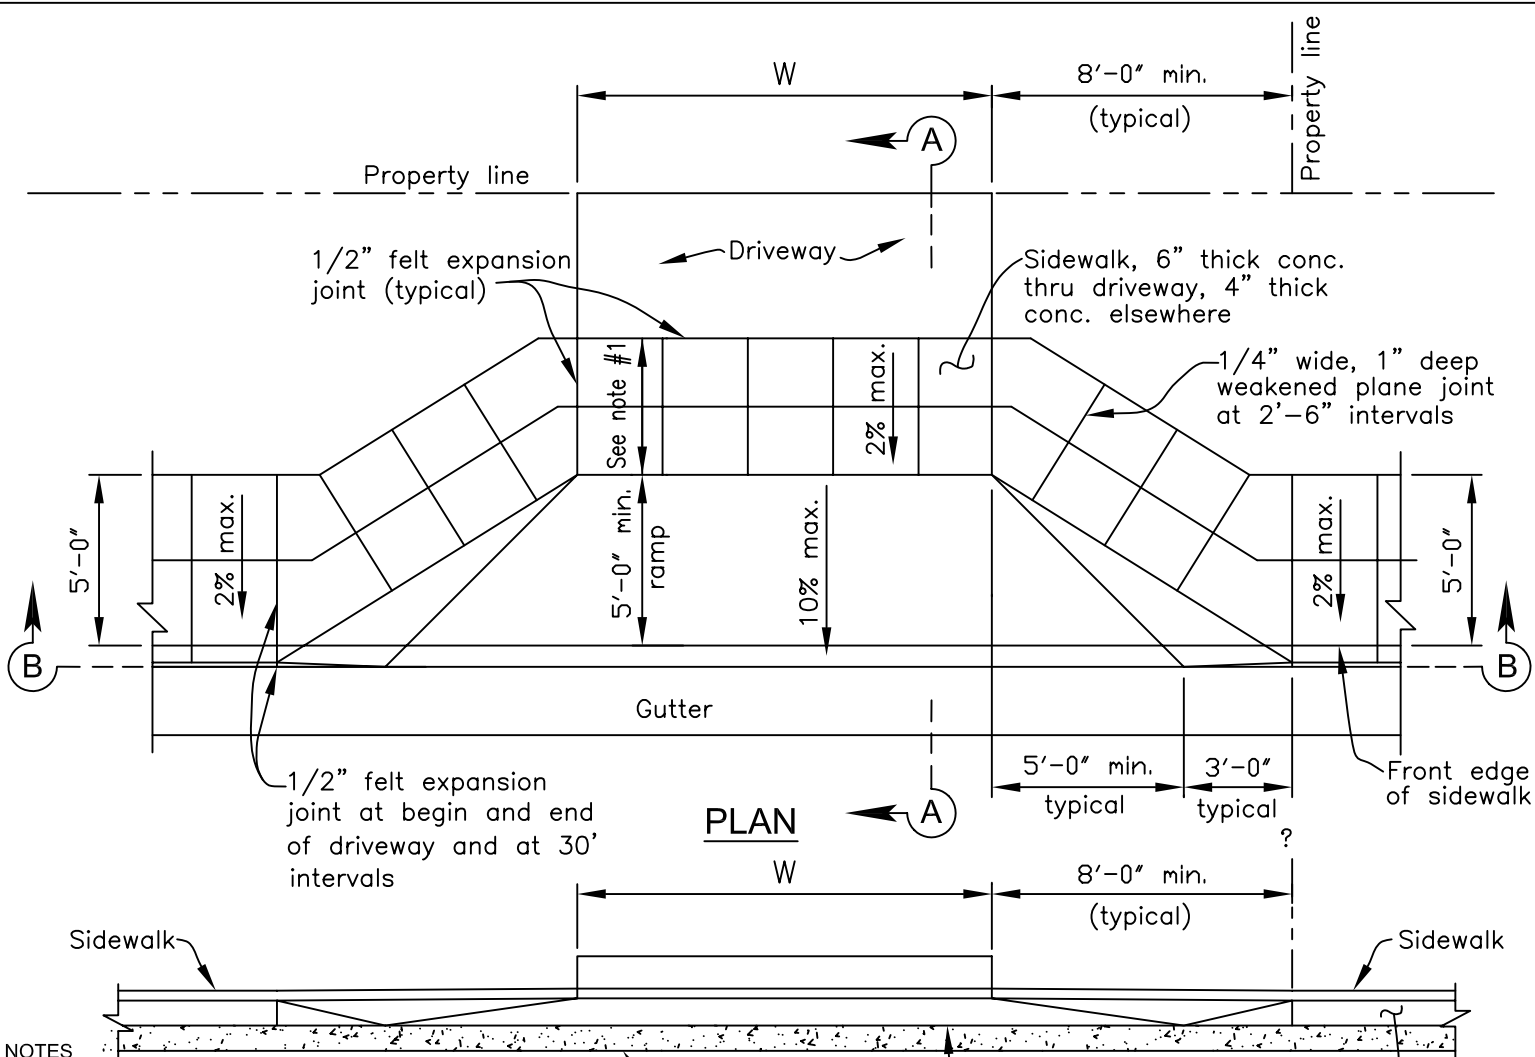 W
8'-0" min.
(typical)
Property line
A
Property line
Driveway
1/2" felt expansion
joint (typical)
Sidewalk, 6" thick conc.
thru driveway, 4" thick
conc. elsewhere
See note #1
2% max.
1/4" wide, 1" deep
weakened plane joint
at 2'-6" intervals
5'-0"
2% max.
5'-0" min.
ramp
10% max.
2% max.
5'-0"
B
B
Gutter
1/2" felt expansion
joint at begin and end
of driveway and at 30'
intervals
5'-0" min.
typical
3'-0"
typical
Front edge
of sidewalk
PLAN
A
?
W
8'-0" min.
(typical)
Sidewalk
Sidewalk
NOTES